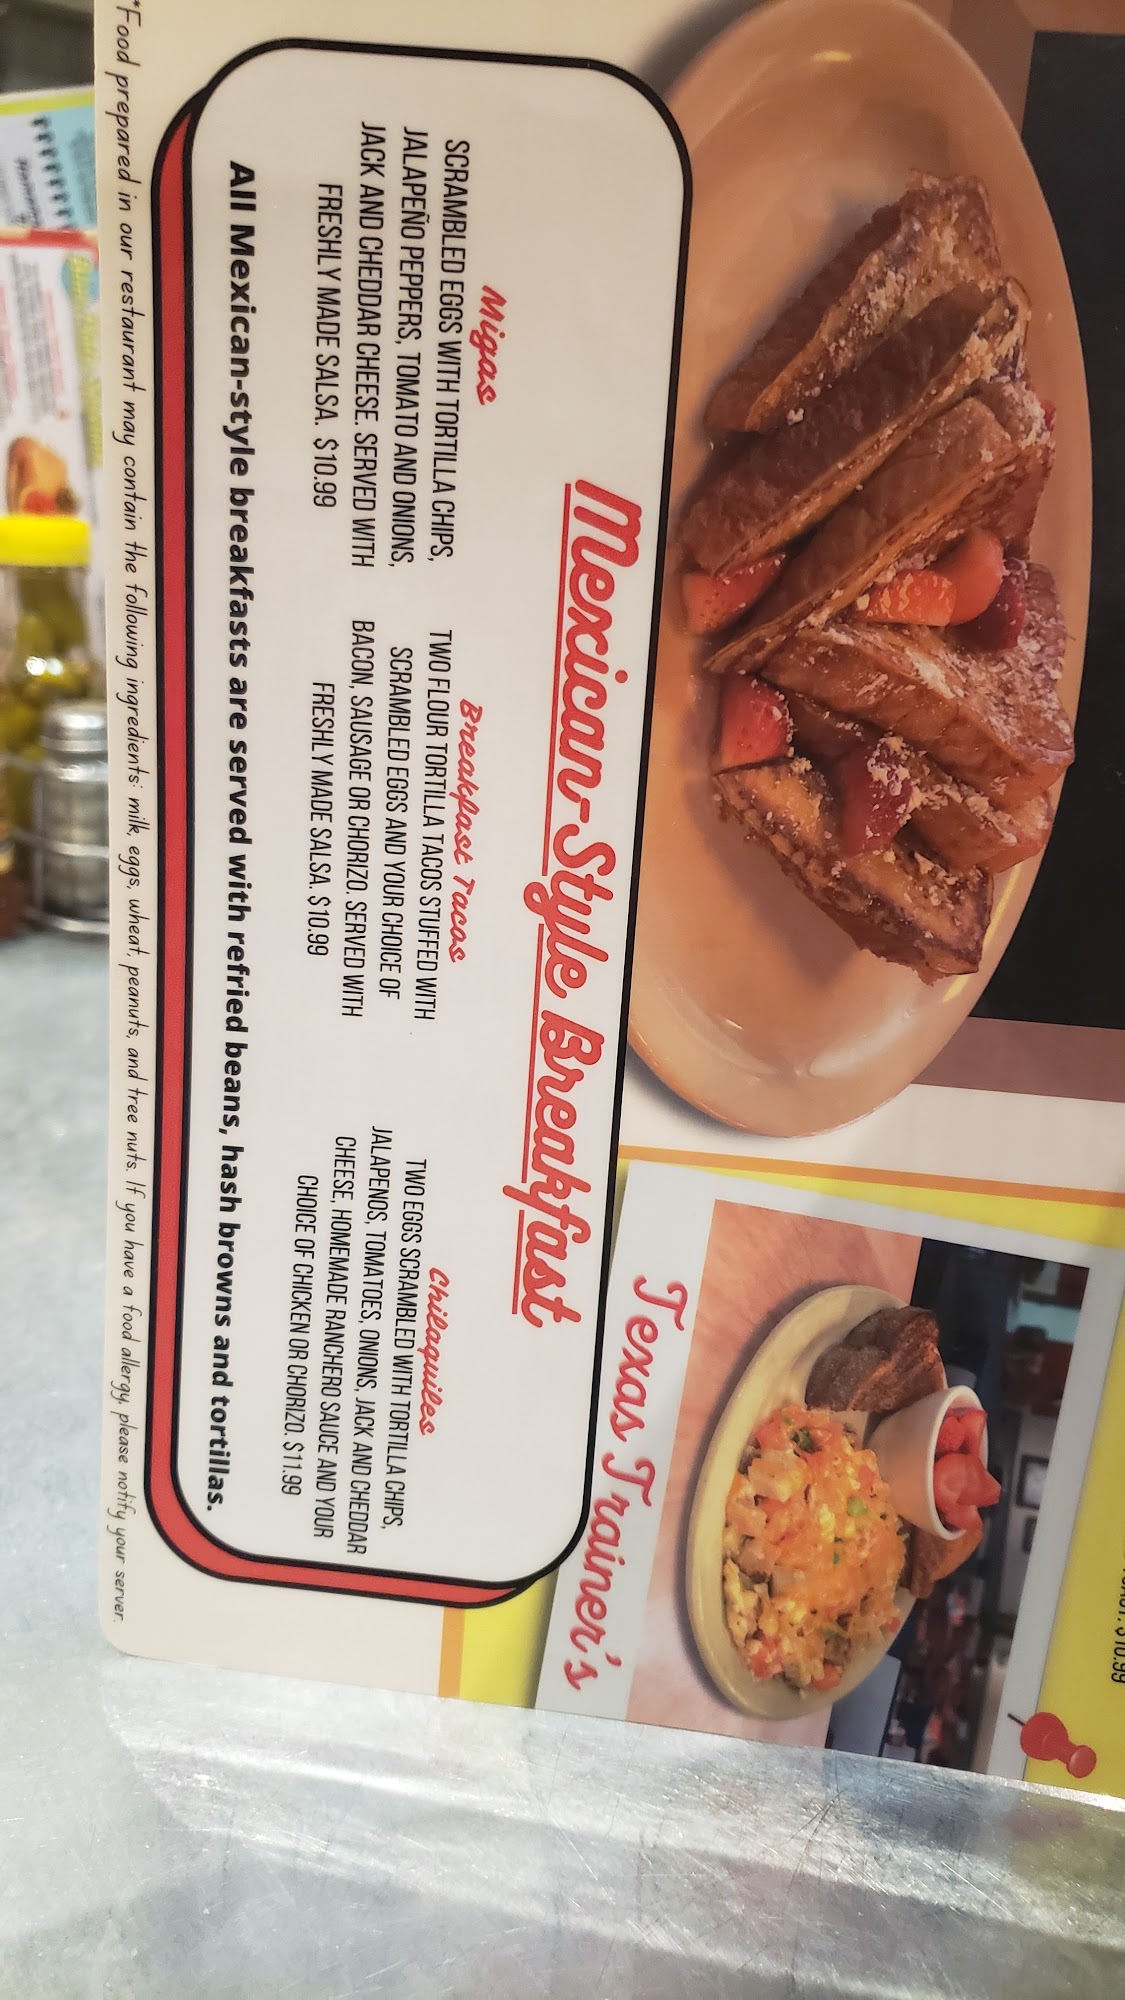 Texas Trainer's
Mexican-Style Breakfast
Migas
SCRAMBLED EGGS WITH TORTILLA CHIPS,
JALAPEÑO PEPPERS, TOMATO AND ONIONS,
JACK AND CHEDDAR CHEESE. SERVED WITH
FRESHLY MADE SALSA. $10.99
Breakfast Tacos
TWO FLOUR TORTILLA TACOS STUFFED WITH
SCRAMBLED EGGS AND YOUR CHOICE OF
BACON, SAUSAGE OR CHORIZO. SERVED WITH
FRESHLY MADE SALSA. $10.99
Chilaquiles
TWO EGGS SCRAMBLED WITH TORTILLA CHIPS,
JALAPENOS, TOMATOES, ONIONS, JACK AND CHEDDAR
CHEESE, HOMEMADE RANCHERO SAUCE AND YOUR
CHOICE OF CHICKEN OR CHORIZO. $11.99
All Mexican-style breakfasts are served with refried beans, hash browns and tortillas.
*Food prepared in our restaurant may contain the following ingredients: milk, eggs, wheat, peanuts, and tree nuts. If you have a food allergy, please notify your server.